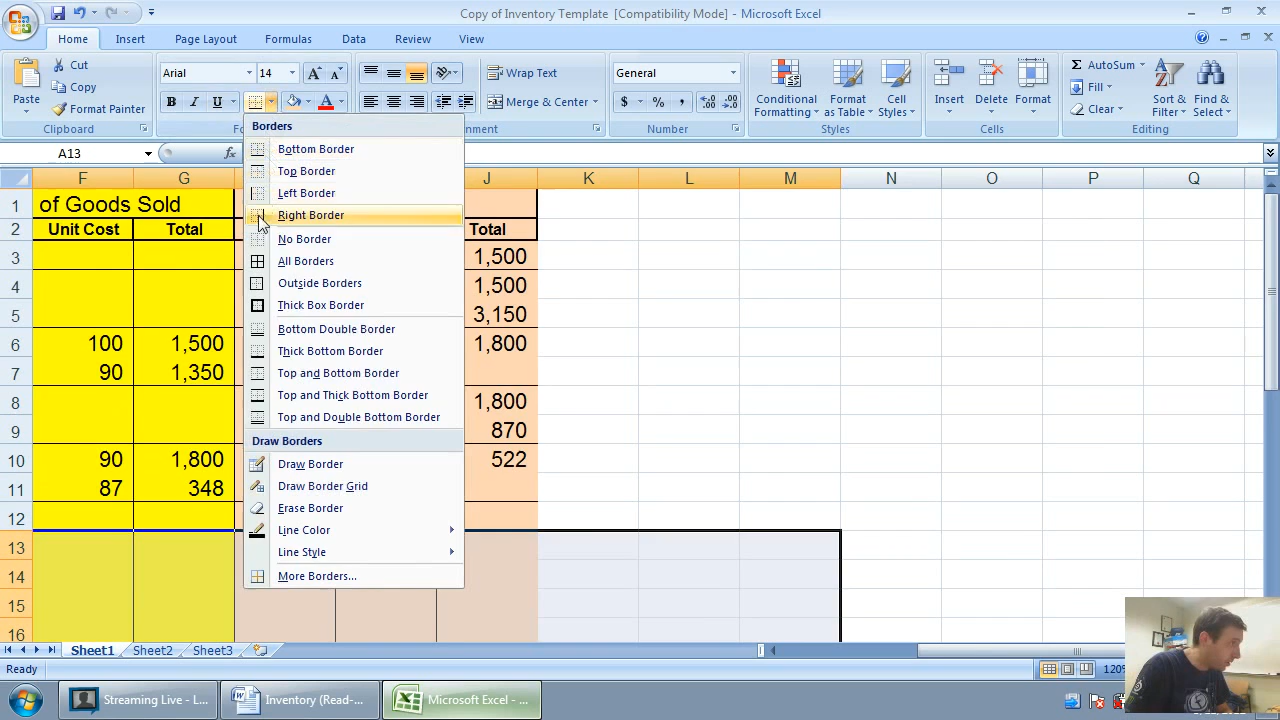 Copy of Inventory Template [Compatibility Mode] - Microsoft Excel
Home Insert Page Layout Formulas Data Review View
Paste Cut Copy Format Painter
Clipboard
Arial 14
B I U
Wrap Text
Merge & Center
General
$ % ,
Number
Conditional Formatting Format as Table Cell Styles
Styles
Insert Delete Format
Cells
AutoSum Fill Clear
Sort & Filter Find & Select
Editing
A13 fx
Borders
Bottom Border
Top Border
Left Border
Right Border
No Border
All Borders
Outside Borders
Thick Box Border
Bottom Double Border
Thick Bottom Border
Top and Bottom Border
Top and Thick Bottom Border
Top and Double Bottom Border
Draw Borders
Draw Border
Draw Border Grid
Erase Border
Line Color
Line Style
More Borders...
F G J K L M N O P Q
1 of Goods Sold
2 Unit Cost Total Total
3 1,500
4 1,500
5 3,150
6 100 1,500 1,800
7 90 1,350
8 1,800
9 870
10 90 1,800 522
11 87 348
12
13
14
15
16
Sheet1 Sheet2 Sheet3
Ready
Streaming Live - L... Inventory (Read-... Microsoft Excel - ...